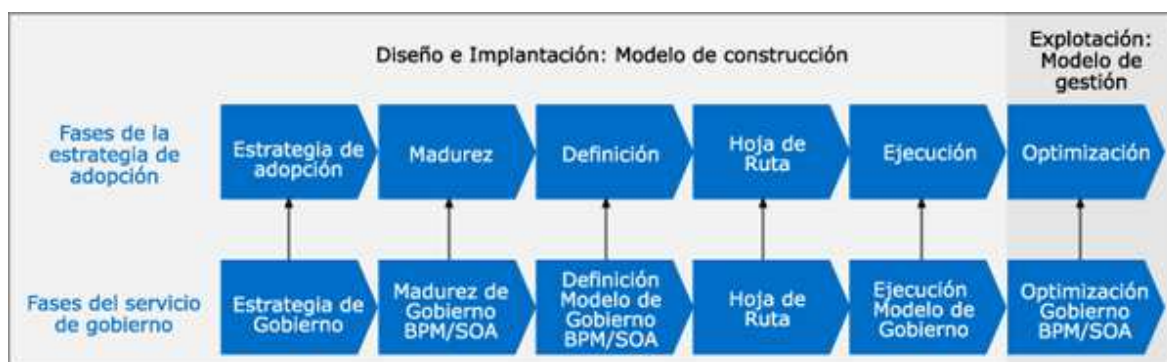 Diseño e Implantación: Modelo de construcción
Explotación:
Modelo de
gestión
Fases de la
estrategia de
adopción
Estrategia de
adopción
Madurez
Definición
Hoja de
Ruta
Ejecución
Optimización
Fases del servicio
de gobierno
Estrategia de
Gobierno
Madurez de
Gobierno
BPM/SOA
Definición
Modelo de
Gobierno
BPM/SOA
Hoja de
Ruta
Ejecución
Modelo de
Gobierno
Optimización
Gobierno
BPM/SOA